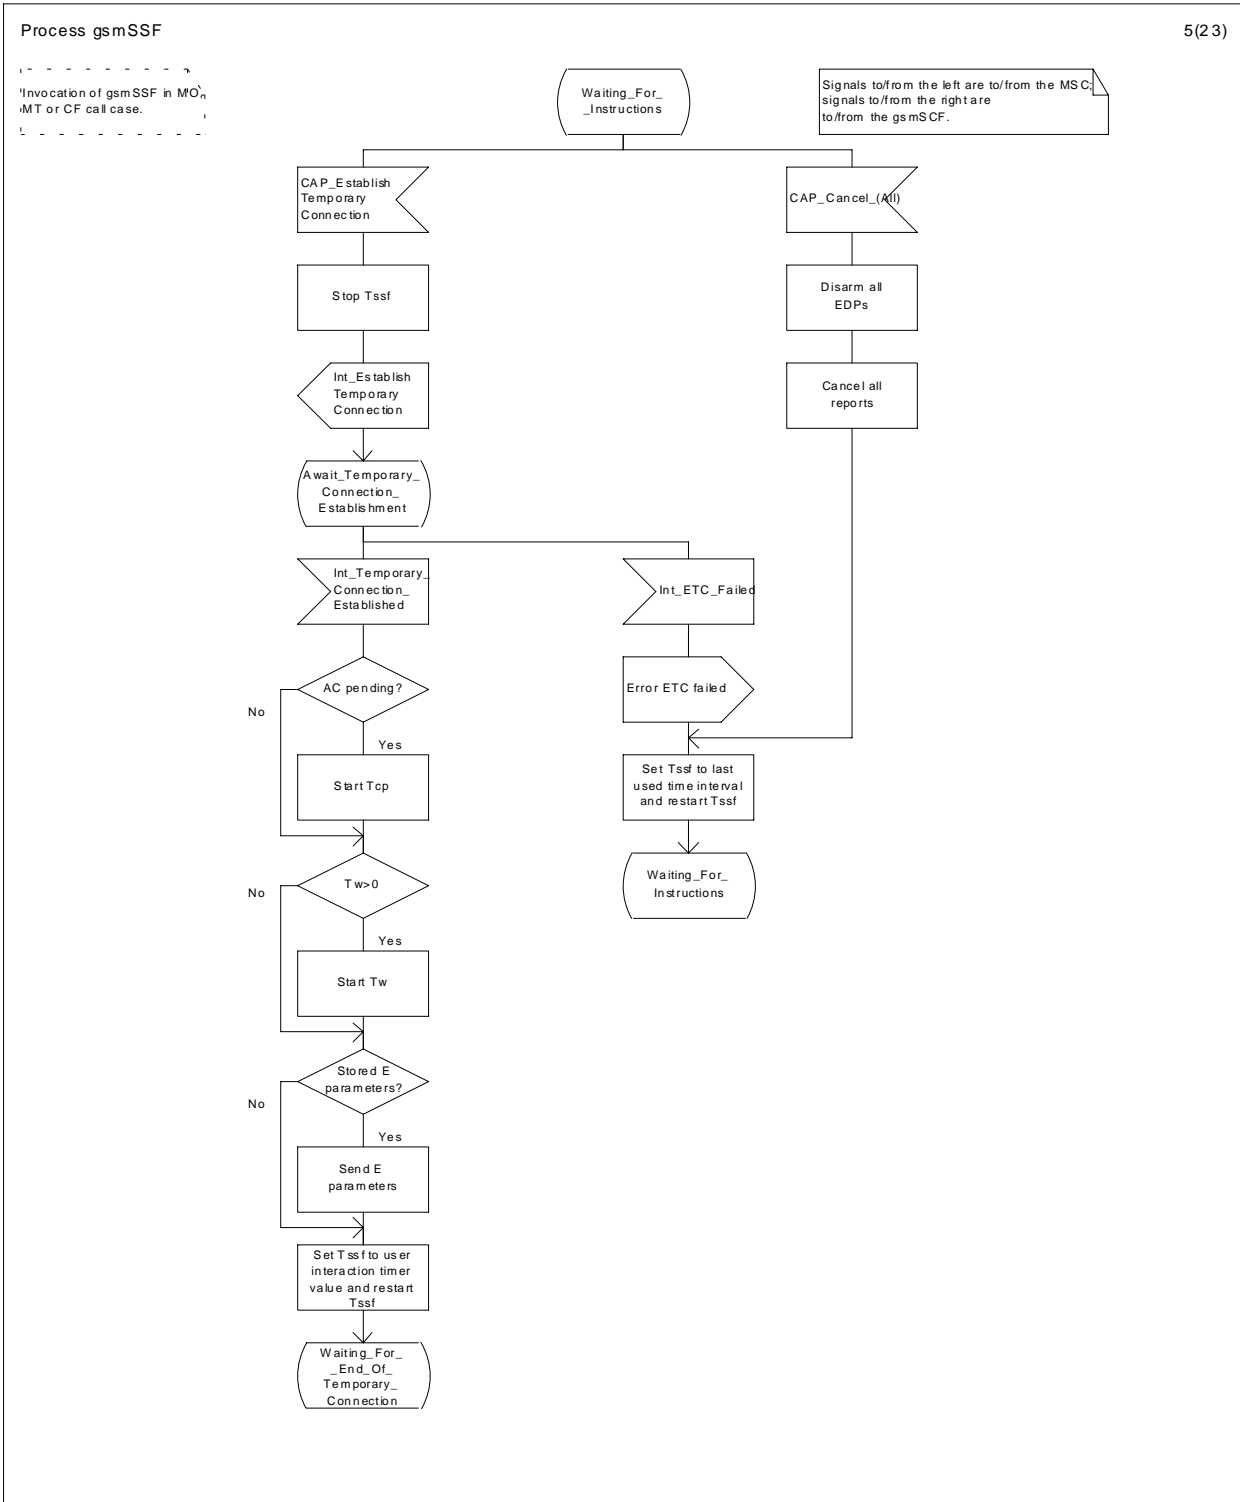 Process gsmSSF
5(23)
Invocation of gsmSSF in MO,
MT or CF call case.
Waiting_For_
_Instructions
Signals to/from the left are to/from the MSC;
signals to/from the right are
to/from the gsmSCF.
CAP_Establish
Temporary
Connection
CAP_Cancel_(All)
Stop Tssf
Disarm all
EDPs
Int_Establish
Temporary
Connection
Cancel all
reports
Await_Temporary_
Connection_
Establishment
Int_Temporary_
Connection_
Established
Int_ETC_Failed
AC pending?
Error ETC failed
No
Yes
Start Tcp
Set Tssf to last
used time interval
and restart Tssf
Tw>0
No
Waiting_For_
Instructions
Yes
Start Tw
Stored E
parameters?
No
Yes
Send E
parameters
Set Tssf to user
interaction timer
value and restart
Tssf
Waiting_For_
_End_Of_
Temporary_
Connection